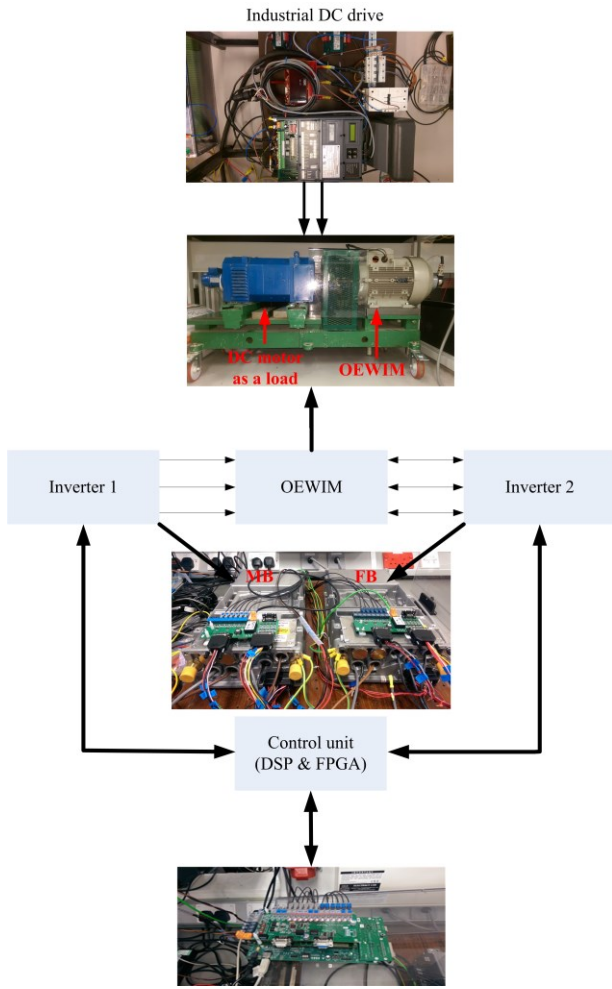 Industrial DC drive
DC motor
as a load
OEWIM
Inverter 1
OEWIM
Inverter 2
MB
FB
Control unit
(DSP & FPGA)